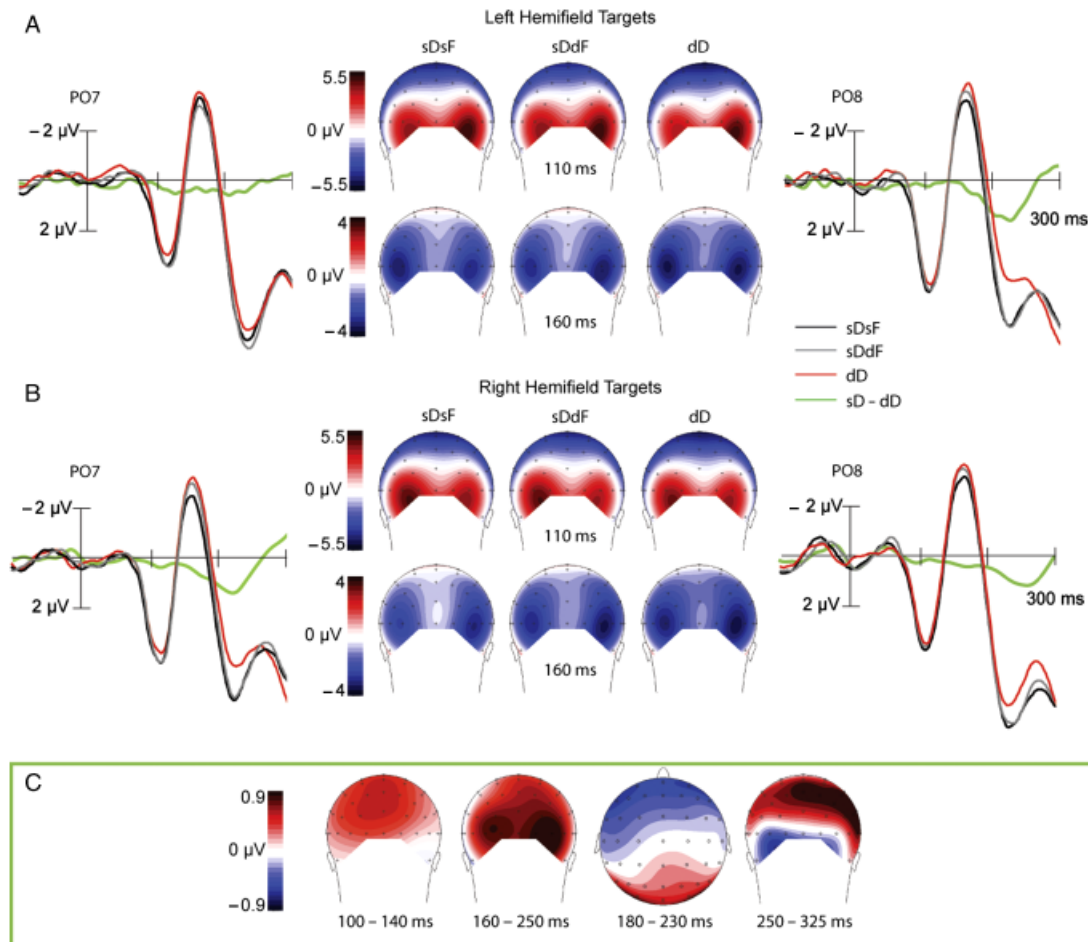 A
Left Hemifield Targets
sDsF
sDdF
dD
PO7
– 2 µV
2 µV
5.5
0 µV
–5.5
110 ms
4
0 µV
–4
160 ms
PO8
– 2 µV
2 µV
300 ms
sDsF
sDdF
dD
sD – dD
B
Right Hemifield Targets
sDsF
sDdF
dD
PO7
– 2 µV
2 µV
5.5
0 µV
–5.5
110 ms
4
0 µV
–4
160 ms
PO8
– 2 µV
2 µV
300 ms
C
0.9
0 µV
–0.9
100 – 140 ms
160 – 250 ms
180 – 230 ms
250 – 325 ms